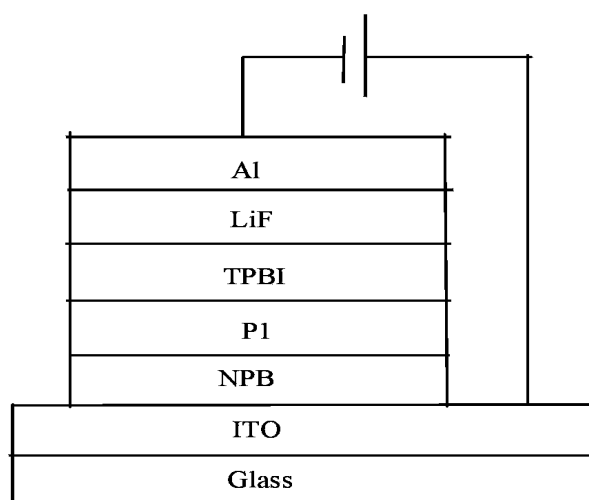 Al
LiF
TPBI
P1
NPB
ITO
Glass